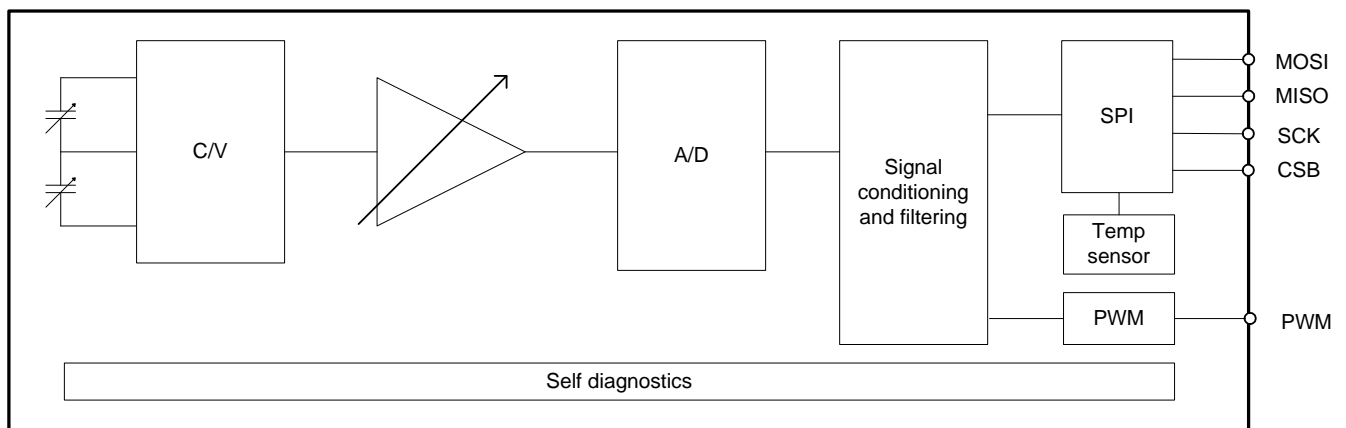 C/V
A/D
Signal
conditioning
and filtering
SPI
MOSI
MISO
SCK
CSB
Temp
sensor
PWM
PWM
Self diagnostics